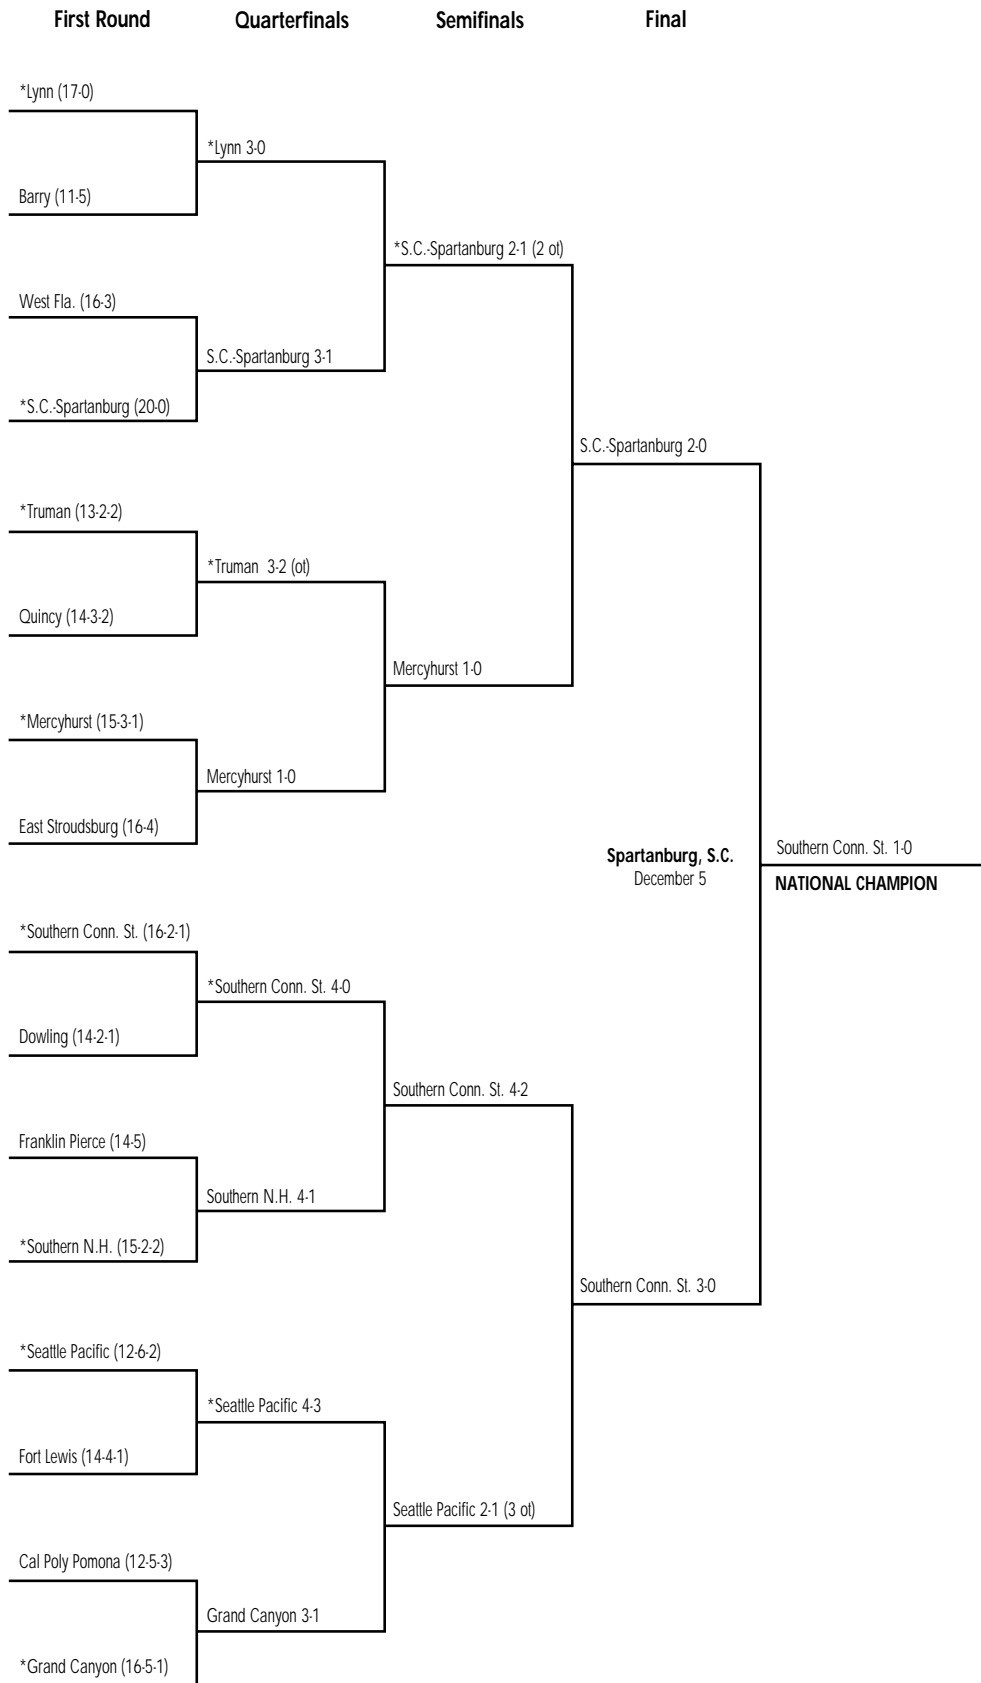 First Round Quarterfinals Semifinals Final
*Lynn (17-0)
*Lynn 3-0
Barry (11-5)
*S.C.-Spartanburg 2-1 (2 ot)
West Fla. (16-3)
S.C.-Spartanburg 3-1
*S.C.-Spartanburg (20-0)
S.C.-Spartanburg 2-0
*Truman (13-2-2)
*Truman 3-2 (ot)
Quincy (14-3-2)
Mercyhurst 1-0
*Mercyhurst (15-3-1)
Mercyhurst 1-0
East Stroudsburg (16-4)
Spartanburg, S.C.
December 5
Southern Conn. St. 1-0
NATIONAL CHAMPION
*Southern Conn. St. (16-2-1)
*Southern Conn. St. 4-0
Dowling (14-2-1)
Southern Conn. St. 4-2
Franklin Pierce (14-5)
Southern N.H. 4-1
*Southern N.H. (15-2-2)
Southern Conn. St. 3-0
*Seattle Pacific (12-6-2)
*Seattle Pacific 4-3
Fort Lewis (14-4-1)
Seattle Pacific 2-1 (3 ot)
Cal Poly Pomona (12-5-3)
Grand Canyon 3-1
*Grand Canyon (16-5-1)